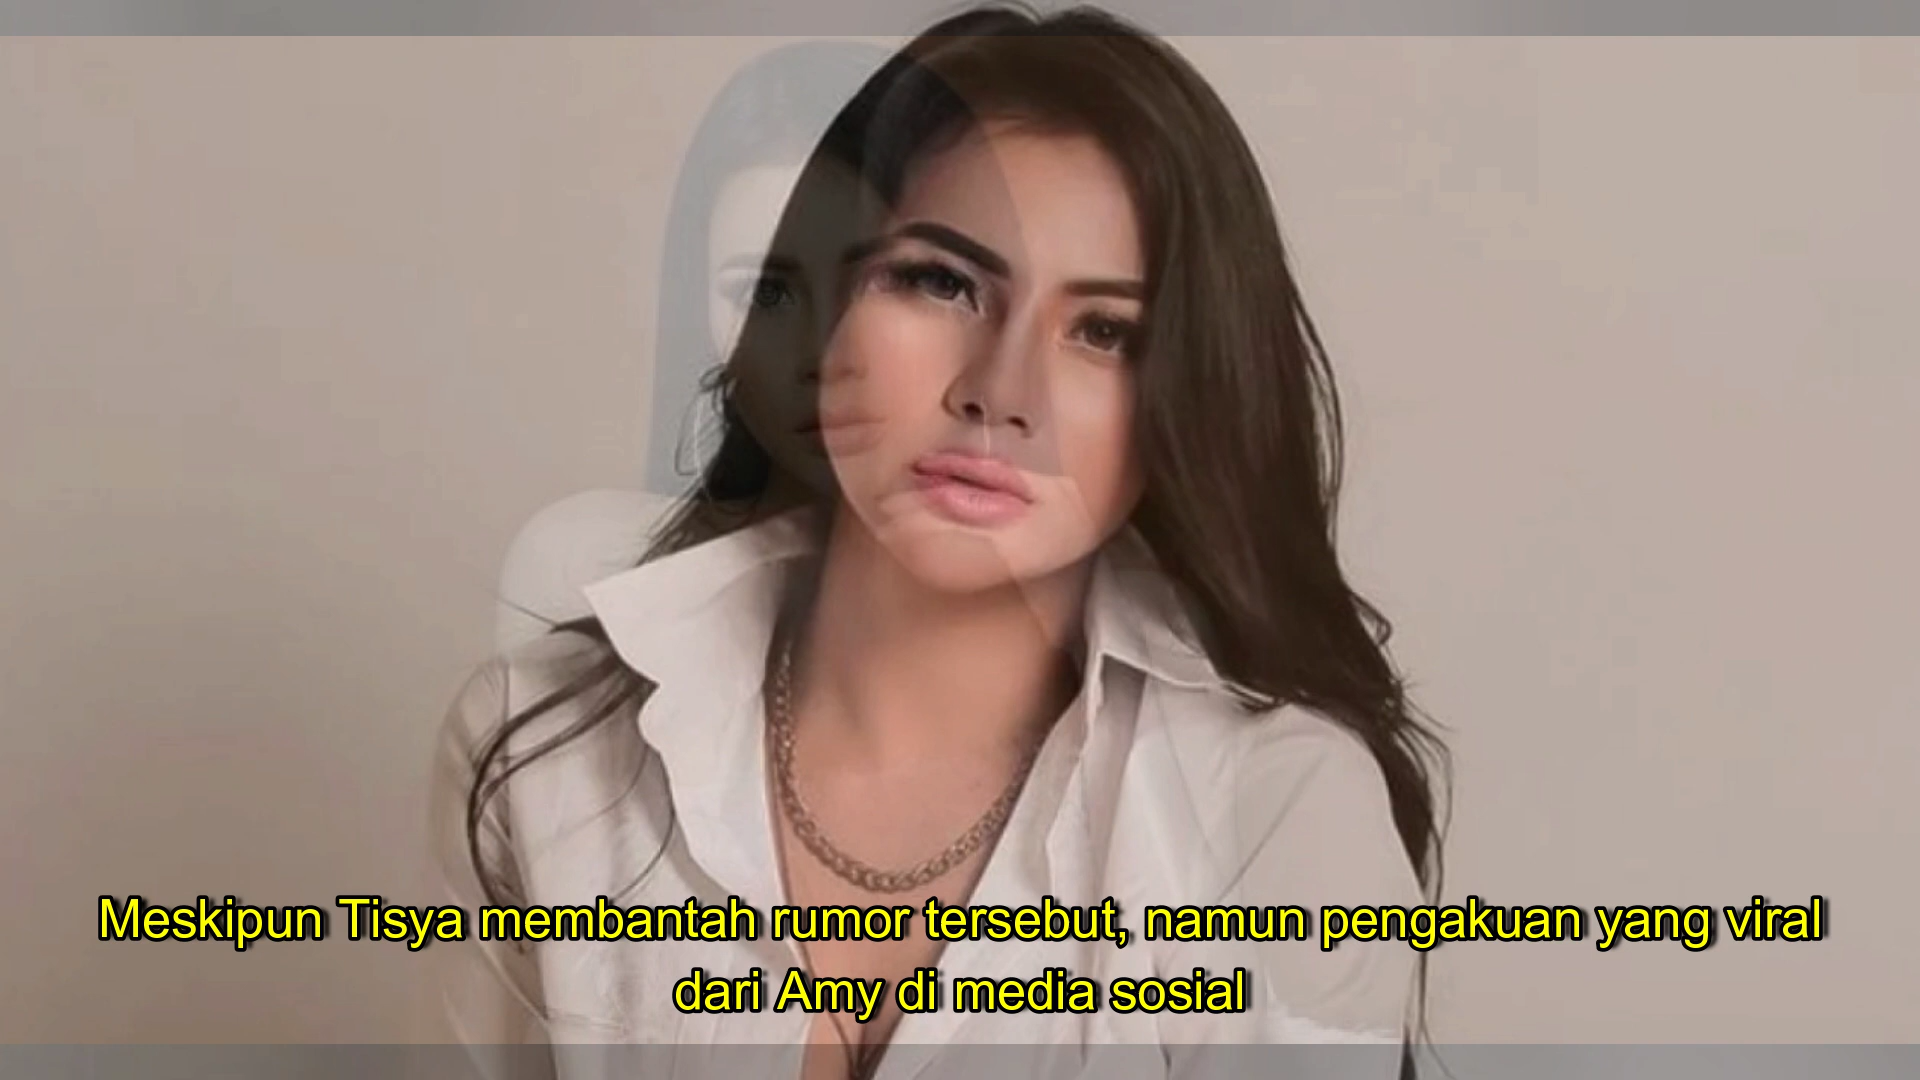 Meskipun Tisya membantah rumor tersebut, namun pengakuan yang viral
dari Amy di media sosial